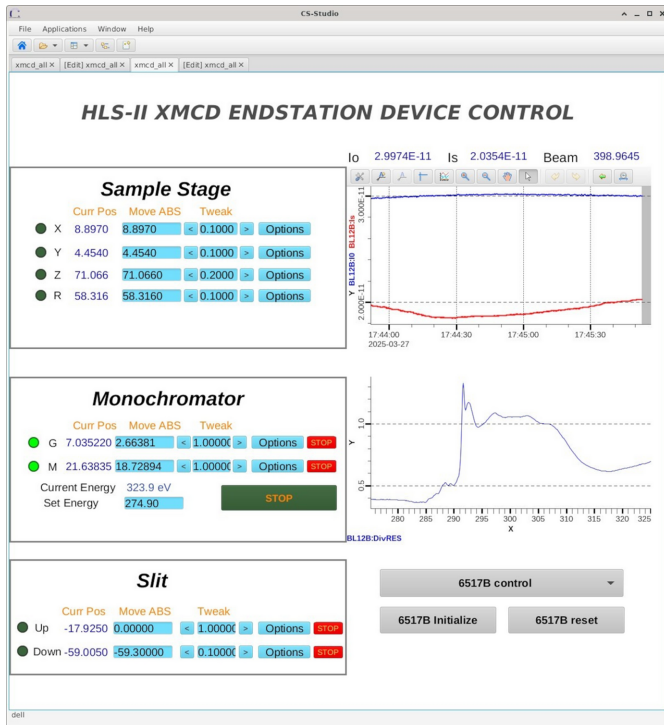 CS-Studio
File Applications Window Help
xmcd_all × [Edit] xmcd_all × xmcd_all × [Edit] xmcd_all ×
HLS-II XMCD ENDSTATION DEVICE CONTROL
Io 2.9974E-11 Is 2.0354E-11 Beam 398.9645
Sample Stage
Curr Pos Move ABS Tweak
X 8.8970 8.8970 < 0.1000 > Options
Y 4.4540 4.4540 < 0.1000 > Options
Z 71.066 71.0660 < 0.2000 > Options
R 58.316 58.3160 < 0.1000 > Options
Y BL12B:I0 BL12B:Is
3.000E-11
2.000E-11
17:44:00 17:44:30 17:45:00 17:45:30
2025-03-27
Monochromator
Curr Pos Move ABS Tweak
G 7.035220 2.66381 < 1.0000 > Options STOP
M 21.63835 18.72894 < 1.0000 > Options STOP
Current Energy 323.9 eV
Set Energy 274.90
STOP
Y
1.0
0.5
280 285 290 295 300 305 310 315 320 325
X
BL12B:DivRES
Slit
Curr Pos Move ABS Tweak
Up -17.9250 0.00000 < 1.0000 > Options STOP
Down -59.0050 -59.30000 < 0.1000 > Options STOP
6517B control
6517B Initialize 6517B reset
dell